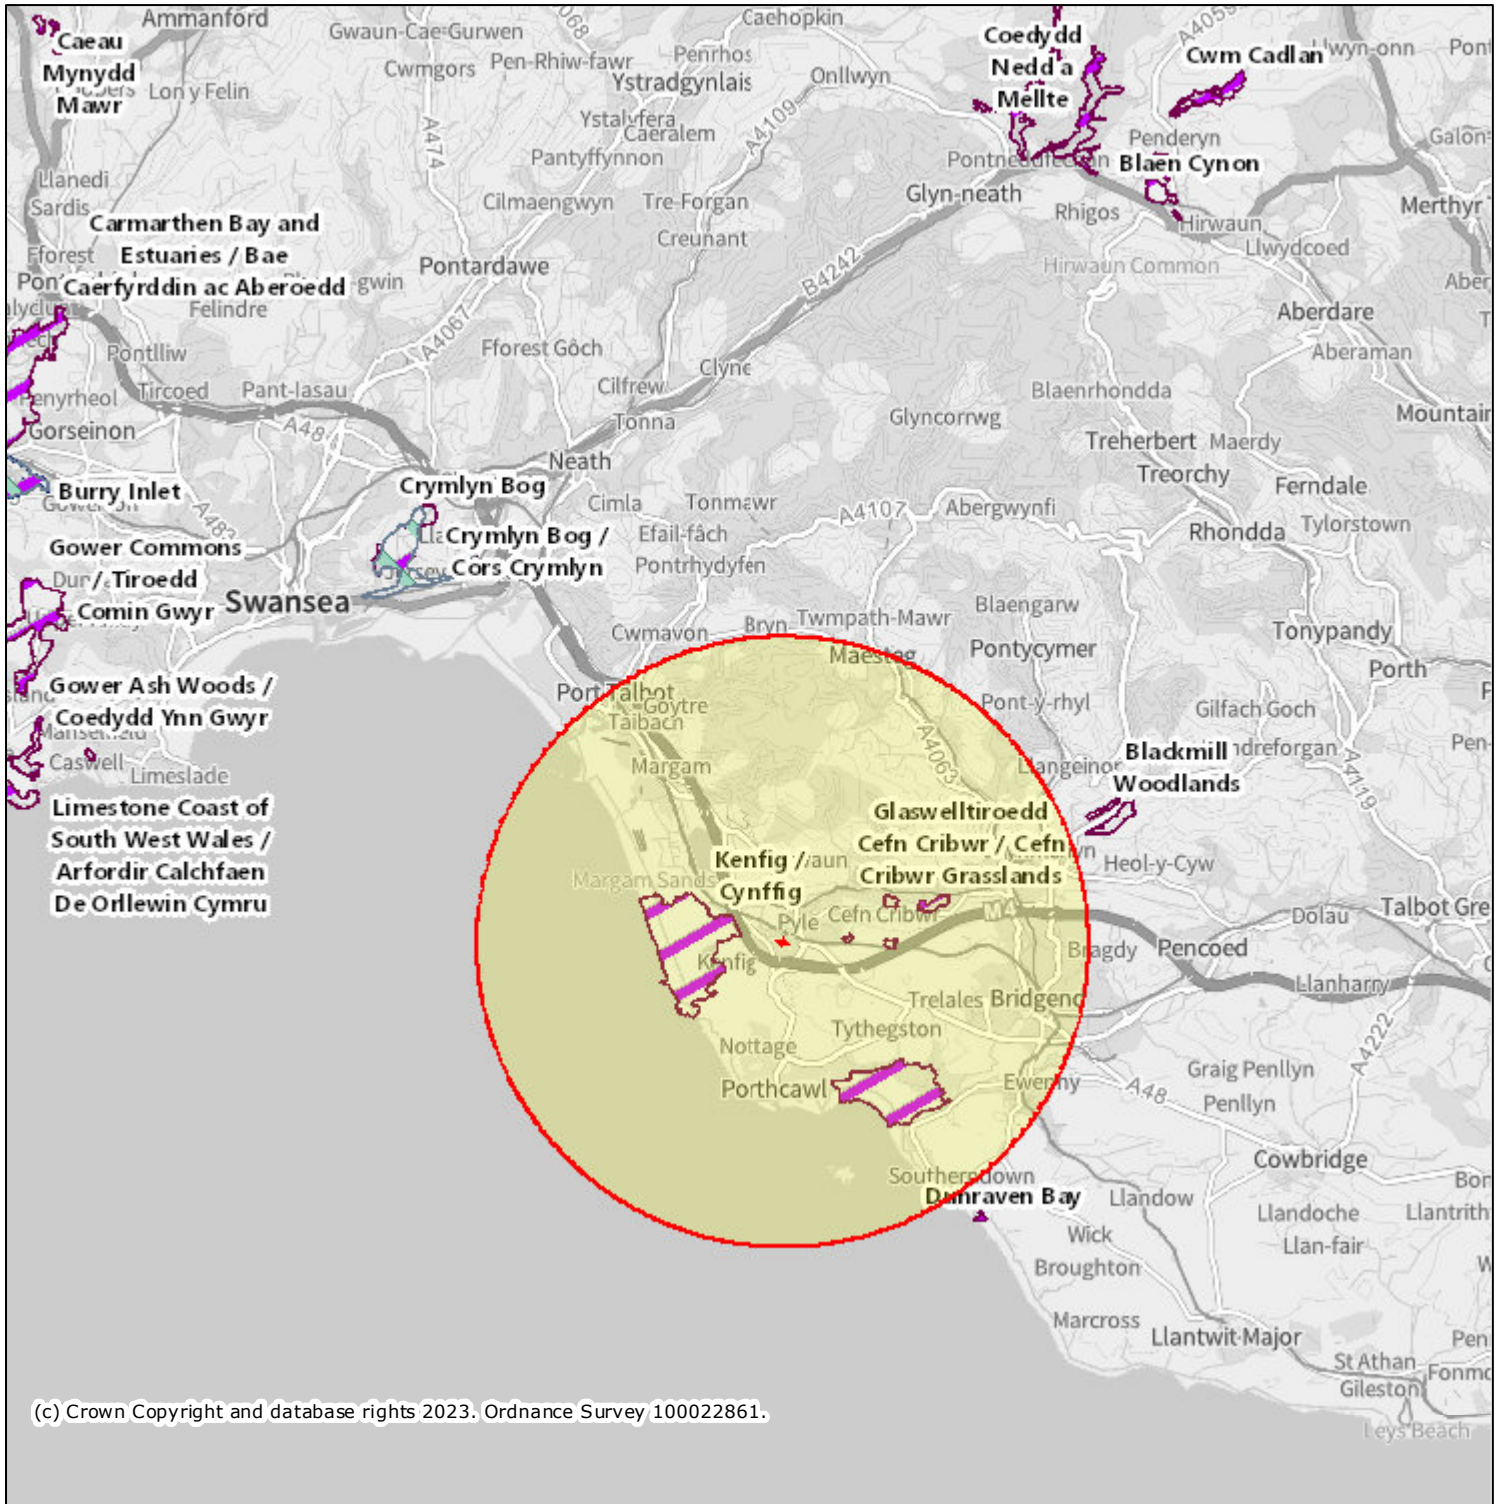 Ammanford
Gwaun-Cae-Gurwen
Caehopkin
A4059
Caeau
Mynydd
Mawr
Lon y Felin
Cwmgors
Pen-Rhiw-fawr
Penrhos
Ystradgynlais
Onllwyn
Coedydd
Nedd a
Mellte
Cwm Cadlan
A474
Ystalyfera
Caeralem
A4109
Pantyffynnon
Penderyn
Blaen Cynon
Llanedi
Sardis
Cilmaengwyn
Tre-Forgan
Glyn-neath
Rhigos
Hirwaun
Merthyr
Carmarthen Bay and
Estuaries / Bae
Caerfyrddin ac Aberoedd
Fforest
Creunant
Llwydcoed
Pontardawe
Hirwaun Common
Felindre
A4067
B4242
Aberdare
Pontlliw
Fforest Gôch
Aberaman
Tircoed
Pant-lasau
Cilfrew
Blaenrhondda
Gorseinon
Tonna
Glyncorrwg
Treherbert
Maerdy
Neath
Treorchy
Burry Inlet
Crymlyn Bog
Cimla
Tonmawr
Ferndale
A4107
Abergwynfi
Tylorstown
Rhondda
Efail-fâch
Crymlyn Bog /
Cors Crymlyn
Gower Commons
/ Tiroedd
Comin Gwyr
Pontrhydyfen
Swansea
Blaengarw
Twmpath-Mawr
Cwmavon
Bryn
Tonypandy
Maesteg
Pontycymer
Porth
Gower Ash Woods /
Coedydd Ynn Gwyr
Port Talbot
Goytre
Taibach
Pont-y-rhyl
Gilfach Goch
A4063
Caswell
Limeslade
Margam
Blackmill
Woodlands
A4119
Limestone Coast of
South West Wales /
Arfordir Calchfaen
De Orllewin Cymru
Glaswelltiroedd
Cefn Cribwr / Cefn
Cribwr Grasslands
Kenfig /
Cynffig
Heol-y-Cyw
Margam Sands
Pyle
Cefn Cribwr
M4
Dolau
Bragdy
Pencoed
Kenfig
Llanharry
Trelales
Tythegston
A4222
Nottage
Porthcawl
Ewenny
A48
Graig Penllyn
Penllyn
Cowbridge
Southerndown
Dunraven Bay
Llandow
Llandoche
Wick
Llan-fair
Broughton
Marcross
Llantwit Major
St Athan
Gileston
Leys Beach
(c) Crown Copyright and database rights 2023. Ordnance Survey 100022861.